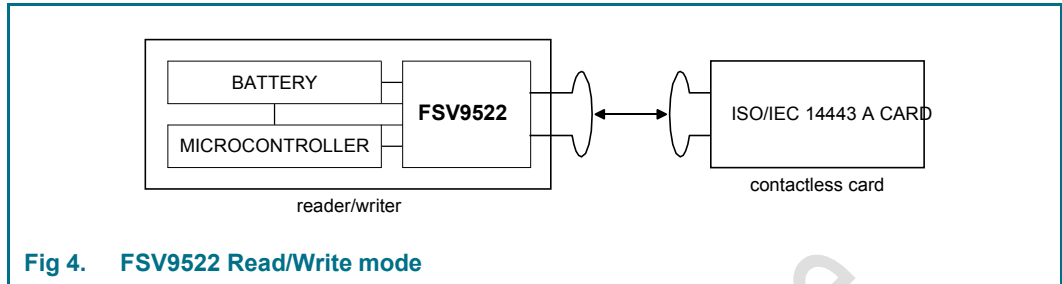 BATTERY
MICROCONTROLLER
FSV9522
ISO/IEC 14443 A CARD
reader/writer
contactless card
Fig 4. FSV9522 Read/Write mode